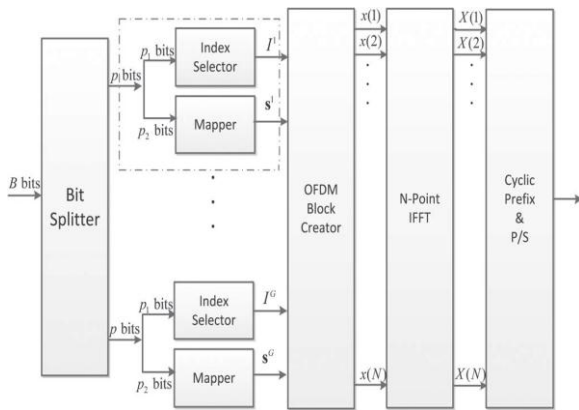 B bits
Bit
Splitter
p bits
p₁ bits
Index
Selector
I¹
p₂ bits
Mapper
s¹
p bits
p₁ bits
Index
Selector
I^G
p₂ bits
Mapper
s^G
OFDM
Block
Creator
x(1)
x(2)
x(N)
N-Point
IFFT
X(1)
X(2)
X(N)
Cyclic
Prefix
&
P/S